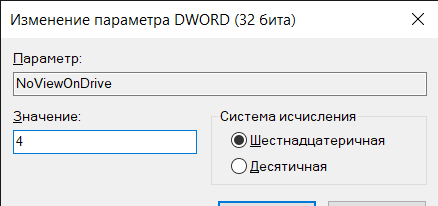 Изменение параметра DWORD (32 бита)
Параметр:
NoViewOnDrive
Значение:
4
Система исчисления
Шестнадцатеричная
Десятичная